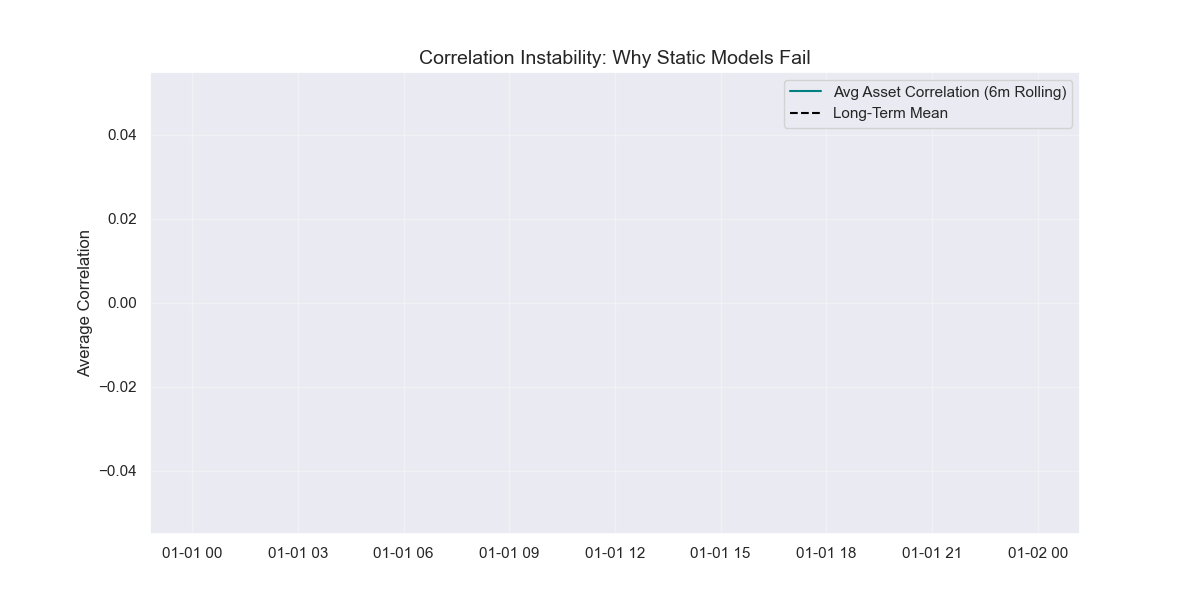 Correlation Instability: Why Static Models Fail
Avg Asset Correlation (6m Rolling)
Long-Term Mean
Average Correlation
0.04
0.02
0.00
−0.02
−0.04
01-01 00 01-01 03 01-01 06 01-01 09 01-01 12 01-01 15 01-01 18 01-01 21 01-02 00